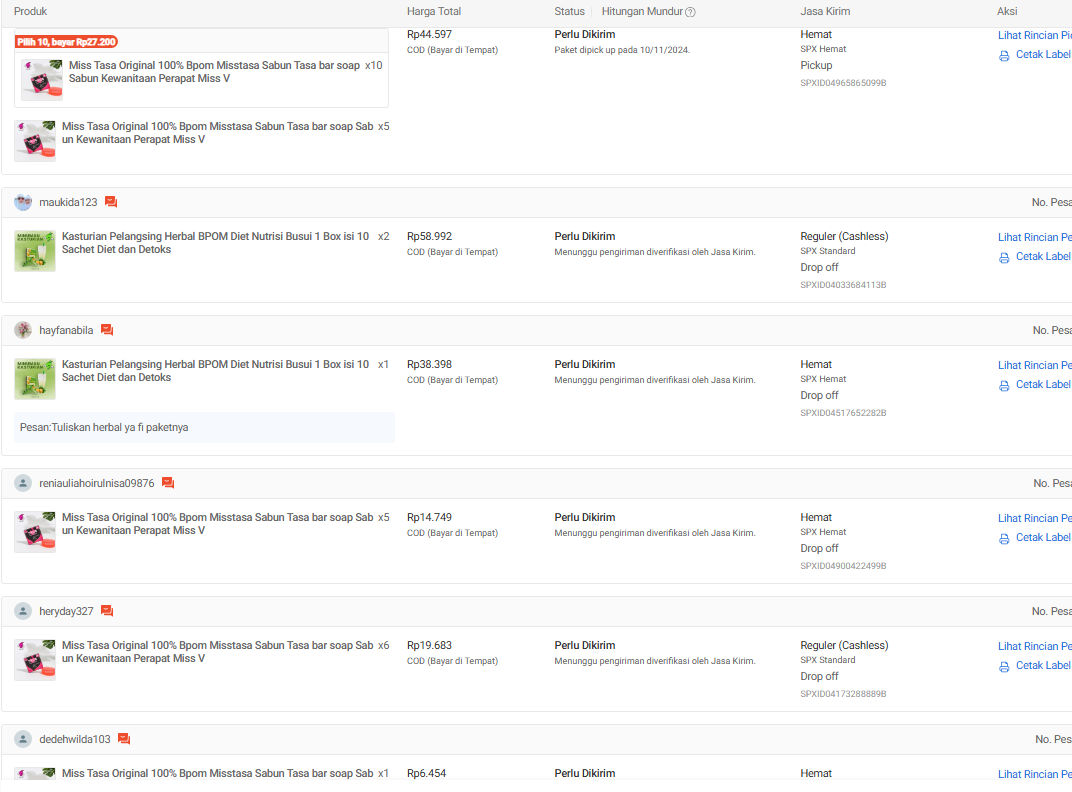 Produk Harga Total Status Hitungan Mundur Jasa Kirim Aksi
Pilih 10, bayar Rp27.200
Miss Tasa Original 100% Bpom Misstasa Sabun Tasa bar soap x10
Sabun Kewanitaan Perapat Miss V
Rp44.597
COD (Bayar di Tempat)
Perlu Dikirim
Paket dipick up pada 10/11/2024.
Hemat
SPX Hemat
Pickup
SPXID04965865099B
Lihat Rincian Pic
Cetak Label
Miss Tasa Original 100% Bpom Misstasa Sabun Tasa bar soap Sab x5
un Kewanitaan Perapat Miss V
maukida123 No. Pesa
Kasturian Pelangsing Herbal BPOM Diet Nutrisi Busui 1 Box isi 10 x2
Sachet Diet dan Detoks
Rp58.992
COD (Bayar di Tempat)
Perlu Dikirim
Menunggu pengiriman diverifikasi oleh Jasa Kirim.
Reguler (Cashless)
SPX Standard
Drop off
SPXID04033684113B
Lihat Rincian Pe
Cetak Label
hayfanabila No. Pesa
Kasturian Pelangsing Herbal BPOM Diet Nutrisi Busui 1 Box isi 10 x1
Sachet Diet dan Detoks
Rp38.398
COD (Bayar di Tempat)
Perlu Dikirim
Menunggu pengiriman diverifikasi oleh Jasa Kirim.
Hemat
SPX Hemat
Drop off
SPXID04517652282B
Lihat Rincian Pe
Cetak Label
Pesan:Tuliskan herbal ya fi paketnya
reniauliahoirulnisa09876 No. Pesa
Miss Tasa Original 100% Bpom Misstasa Sabun Tasa bar soap Sab x5
un Kewanitaan Perapat Miss V
Rp14.749
COD (Bayar di Tempat)
Perlu Dikirim
Menunggu pengiriman diverifikasi oleh Jasa Kirim.
Hemat
SPX Hemat
Drop off
SPXID04900422499B
Lihat Rincian Pe
Cetak Label
heryday327 No. Pesa
Miss Tasa Original 100% Bpom Misstasa Sabun Tasa bar soap Sab x6
un Kewanitaan Perapat Miss V
Rp19.683
COD (Bayar di Tempat)
Perlu Dikirim
Menunggu pengiriman diverifikasi oleh Jasa Kirim.
Reguler (Cashless)
SPX Standard
Drop off
SPXID04173288889B
Lihat Rincian Pe
Cetak Label
dedehwilda103 No. Pes
Miss Tasa Original 100% Bpom Misstasa Sabun Tasa bar soap Sab x1
Rp6.454
Perlu Dikirim
Hemat
Lihat Rincian Pe